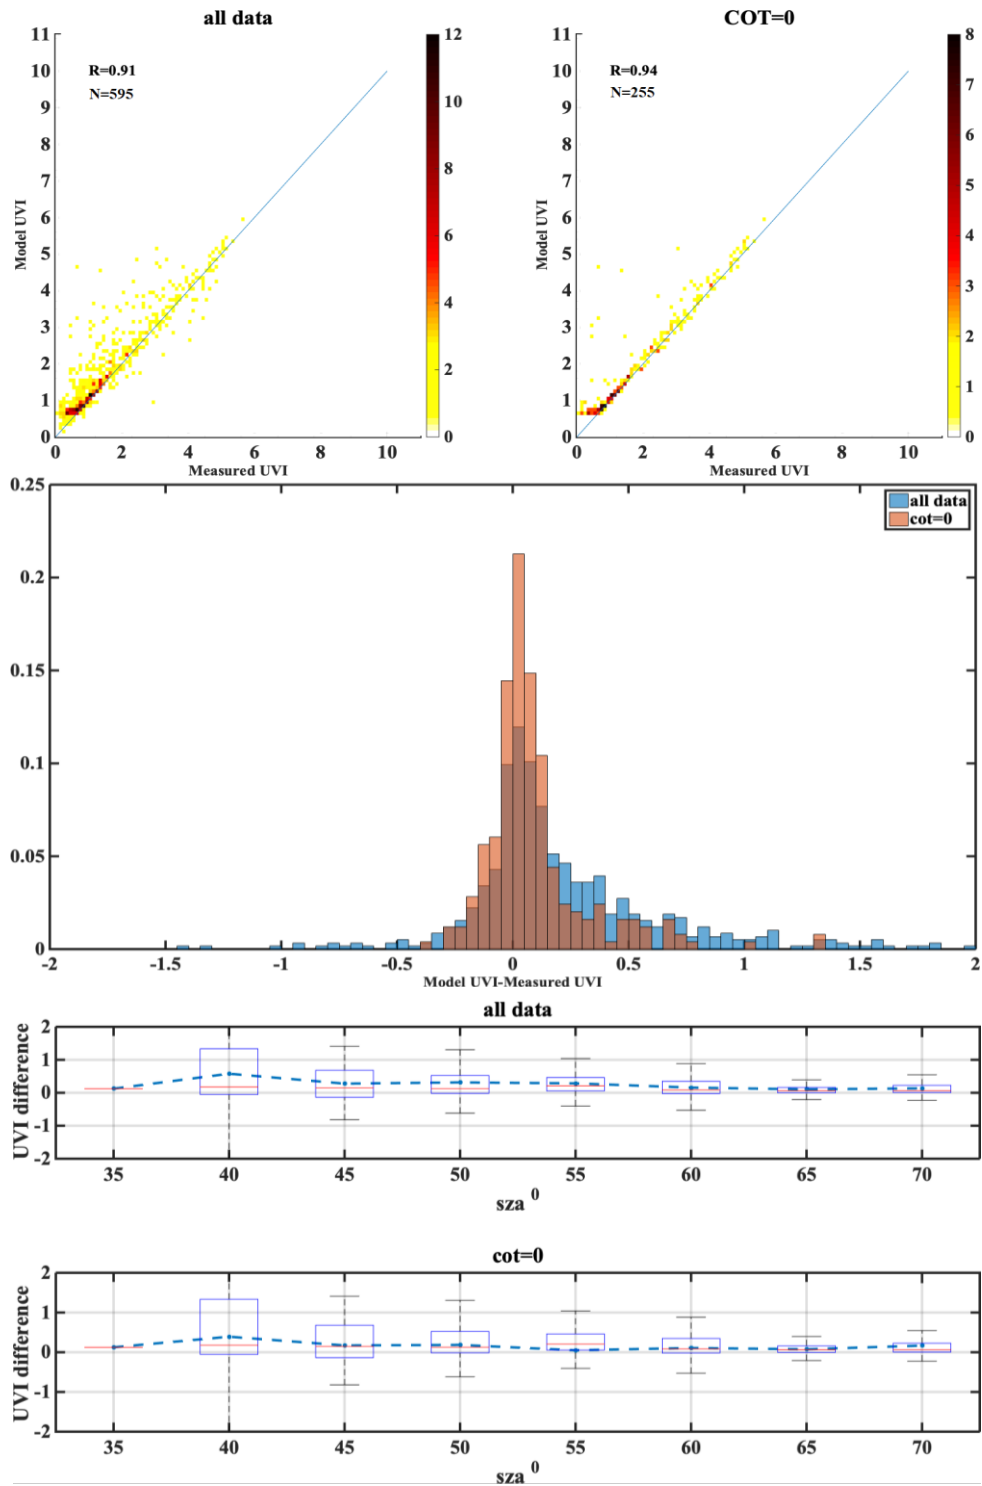 all data
COT=0
11
10
9
8
7
6
5
4
3
2
1
0
R=0.91
N=595
Model UVI
0 2 4 6 8 10
Measured UVI
12
10
8
6
4
2
0
11
10
9
8
7
6
5
4
3
2
1
0
R=0.94
N=255
Model UVI
0 2 4 6 8 10
Measured UVI
8
7
6
5
4
3
2
1
0
0.25
0.2
0.15
0.1
0.05
0
all data
cot=0
-2 -1.5 -1 -0.5 0 0.5 1 1.5 2
Model UVI-Measured UVI
all data
UVI difference
2
1
0
-1
-2
35 40 45 50 55 60 65 70
sza 0
cot=0
UVI difference
2
1
0
-1
-2
35 40 45 50 55 60 65 70
sza 0